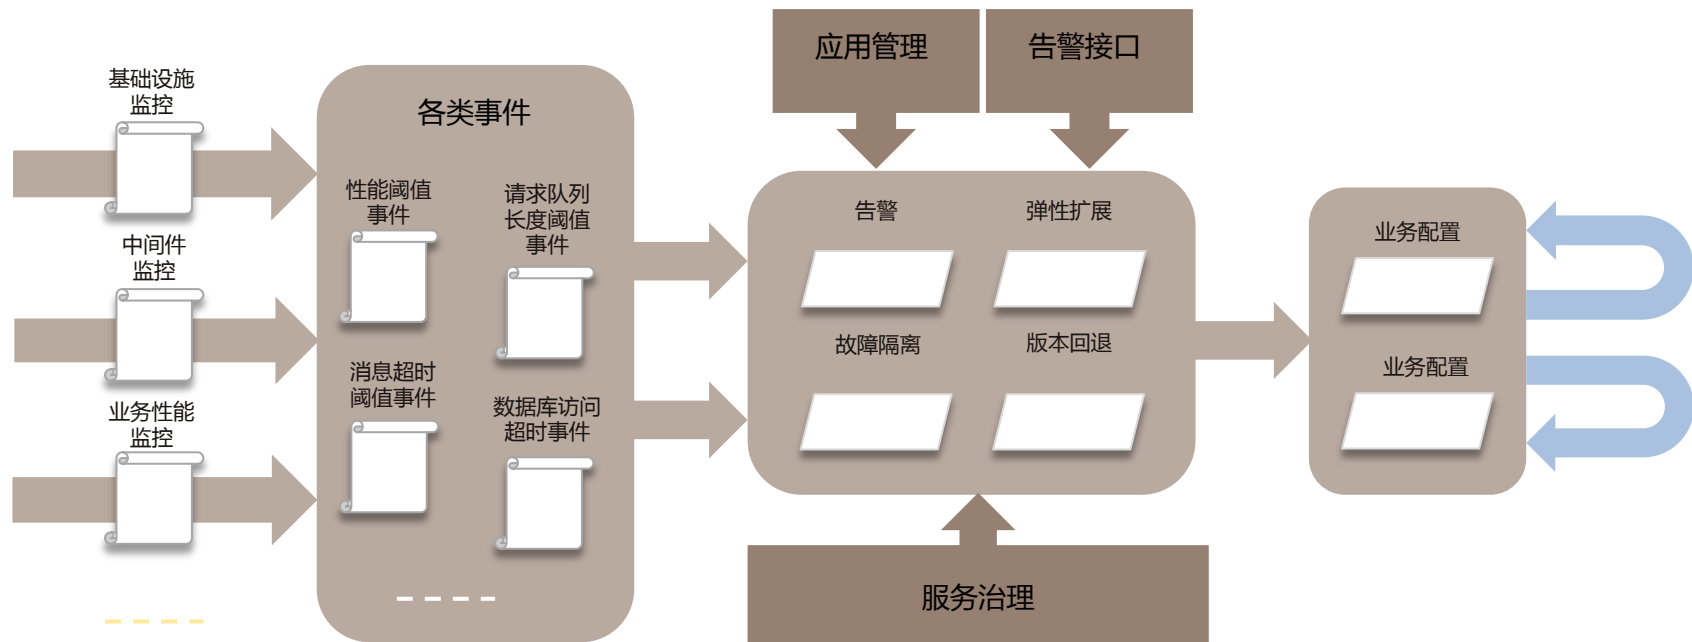 应用管理
告警接口
基础设施
监控
各类事件
性能阈值
事件
请求队列
长度阈值
事件
告警
弹性扩展
业务配置
中间件
监控
故障隔离
版本回退
消息超时
阈值事件
业务配置
数据库访问
超时事件
业务性能
监控
服务治理